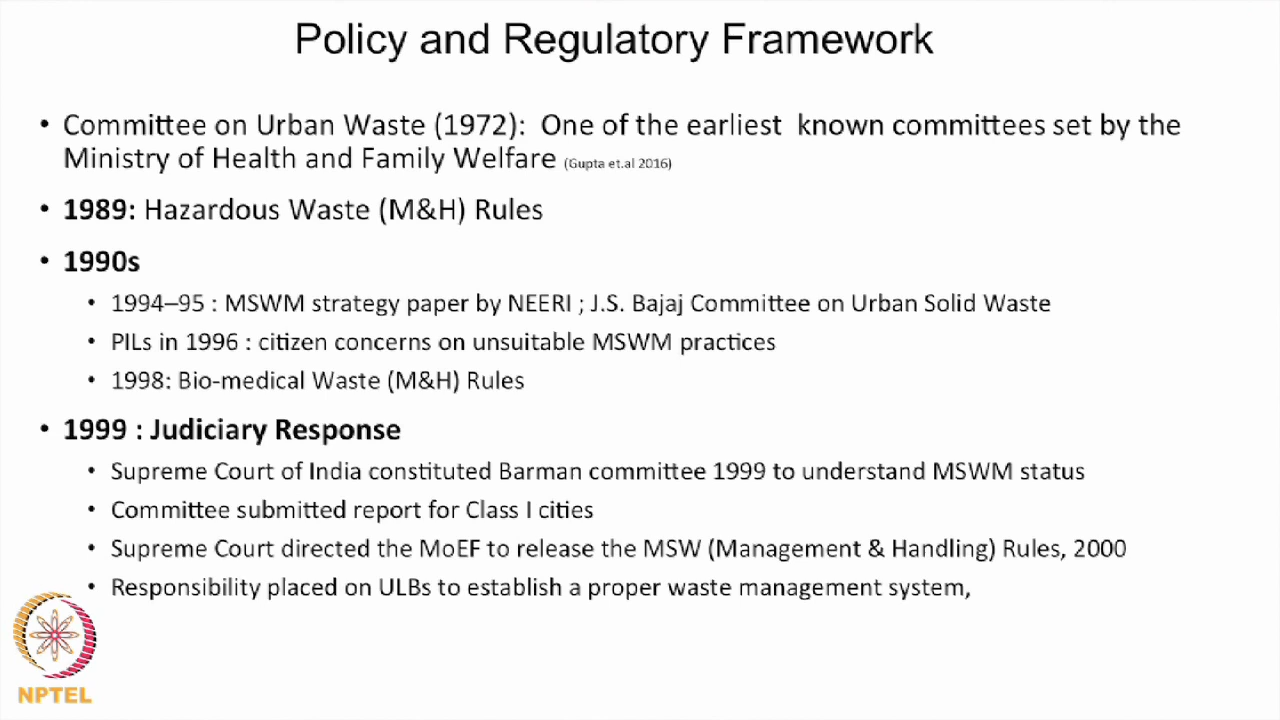 Policy and Regulatory Framework
• Committee on Urban Waste (1972):  One of the earliest  known committees set by the
Ministry of Health and Family Welfare (Gupta et.al 2016)
• 1989: Hazardous Waste (M&H) Rules
• 1990s
• 1994–95 : MSWM strategy paper by NEERI ; J.S. Bajaj Committee on Urban Solid Waste
• PILs in 1996 : citizen concerns on unsuitable MSWM practices
• 1998: Bio-medical Waste (M&H) Rules
• 1999 : Judiciary Response
• Supreme Court of India constituted Barman committee 1999 to understand MSWM status
• Committee submitted report for Class I cities
• Supreme Court directed the MoEF to release the MSW (Management & Handling) Rules, 2000
• Responsibility placed on ULBs to establish a proper waste management system,
NPTEL